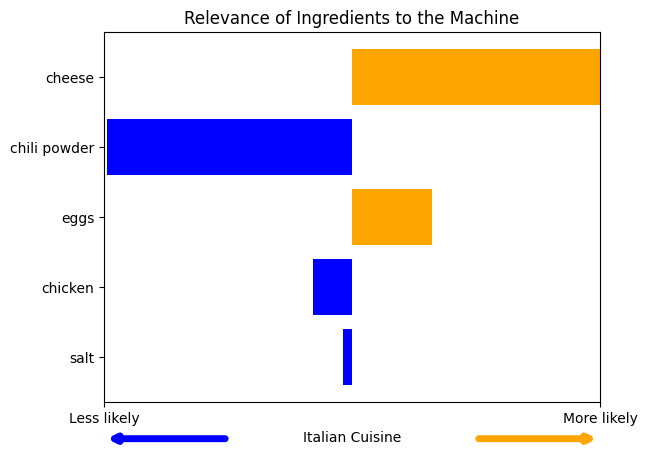 Relevance of Ingredients to the Machine
cheese
chili powder
eggs
chicken
salt
Less likely
More likely
Italian Cuisine